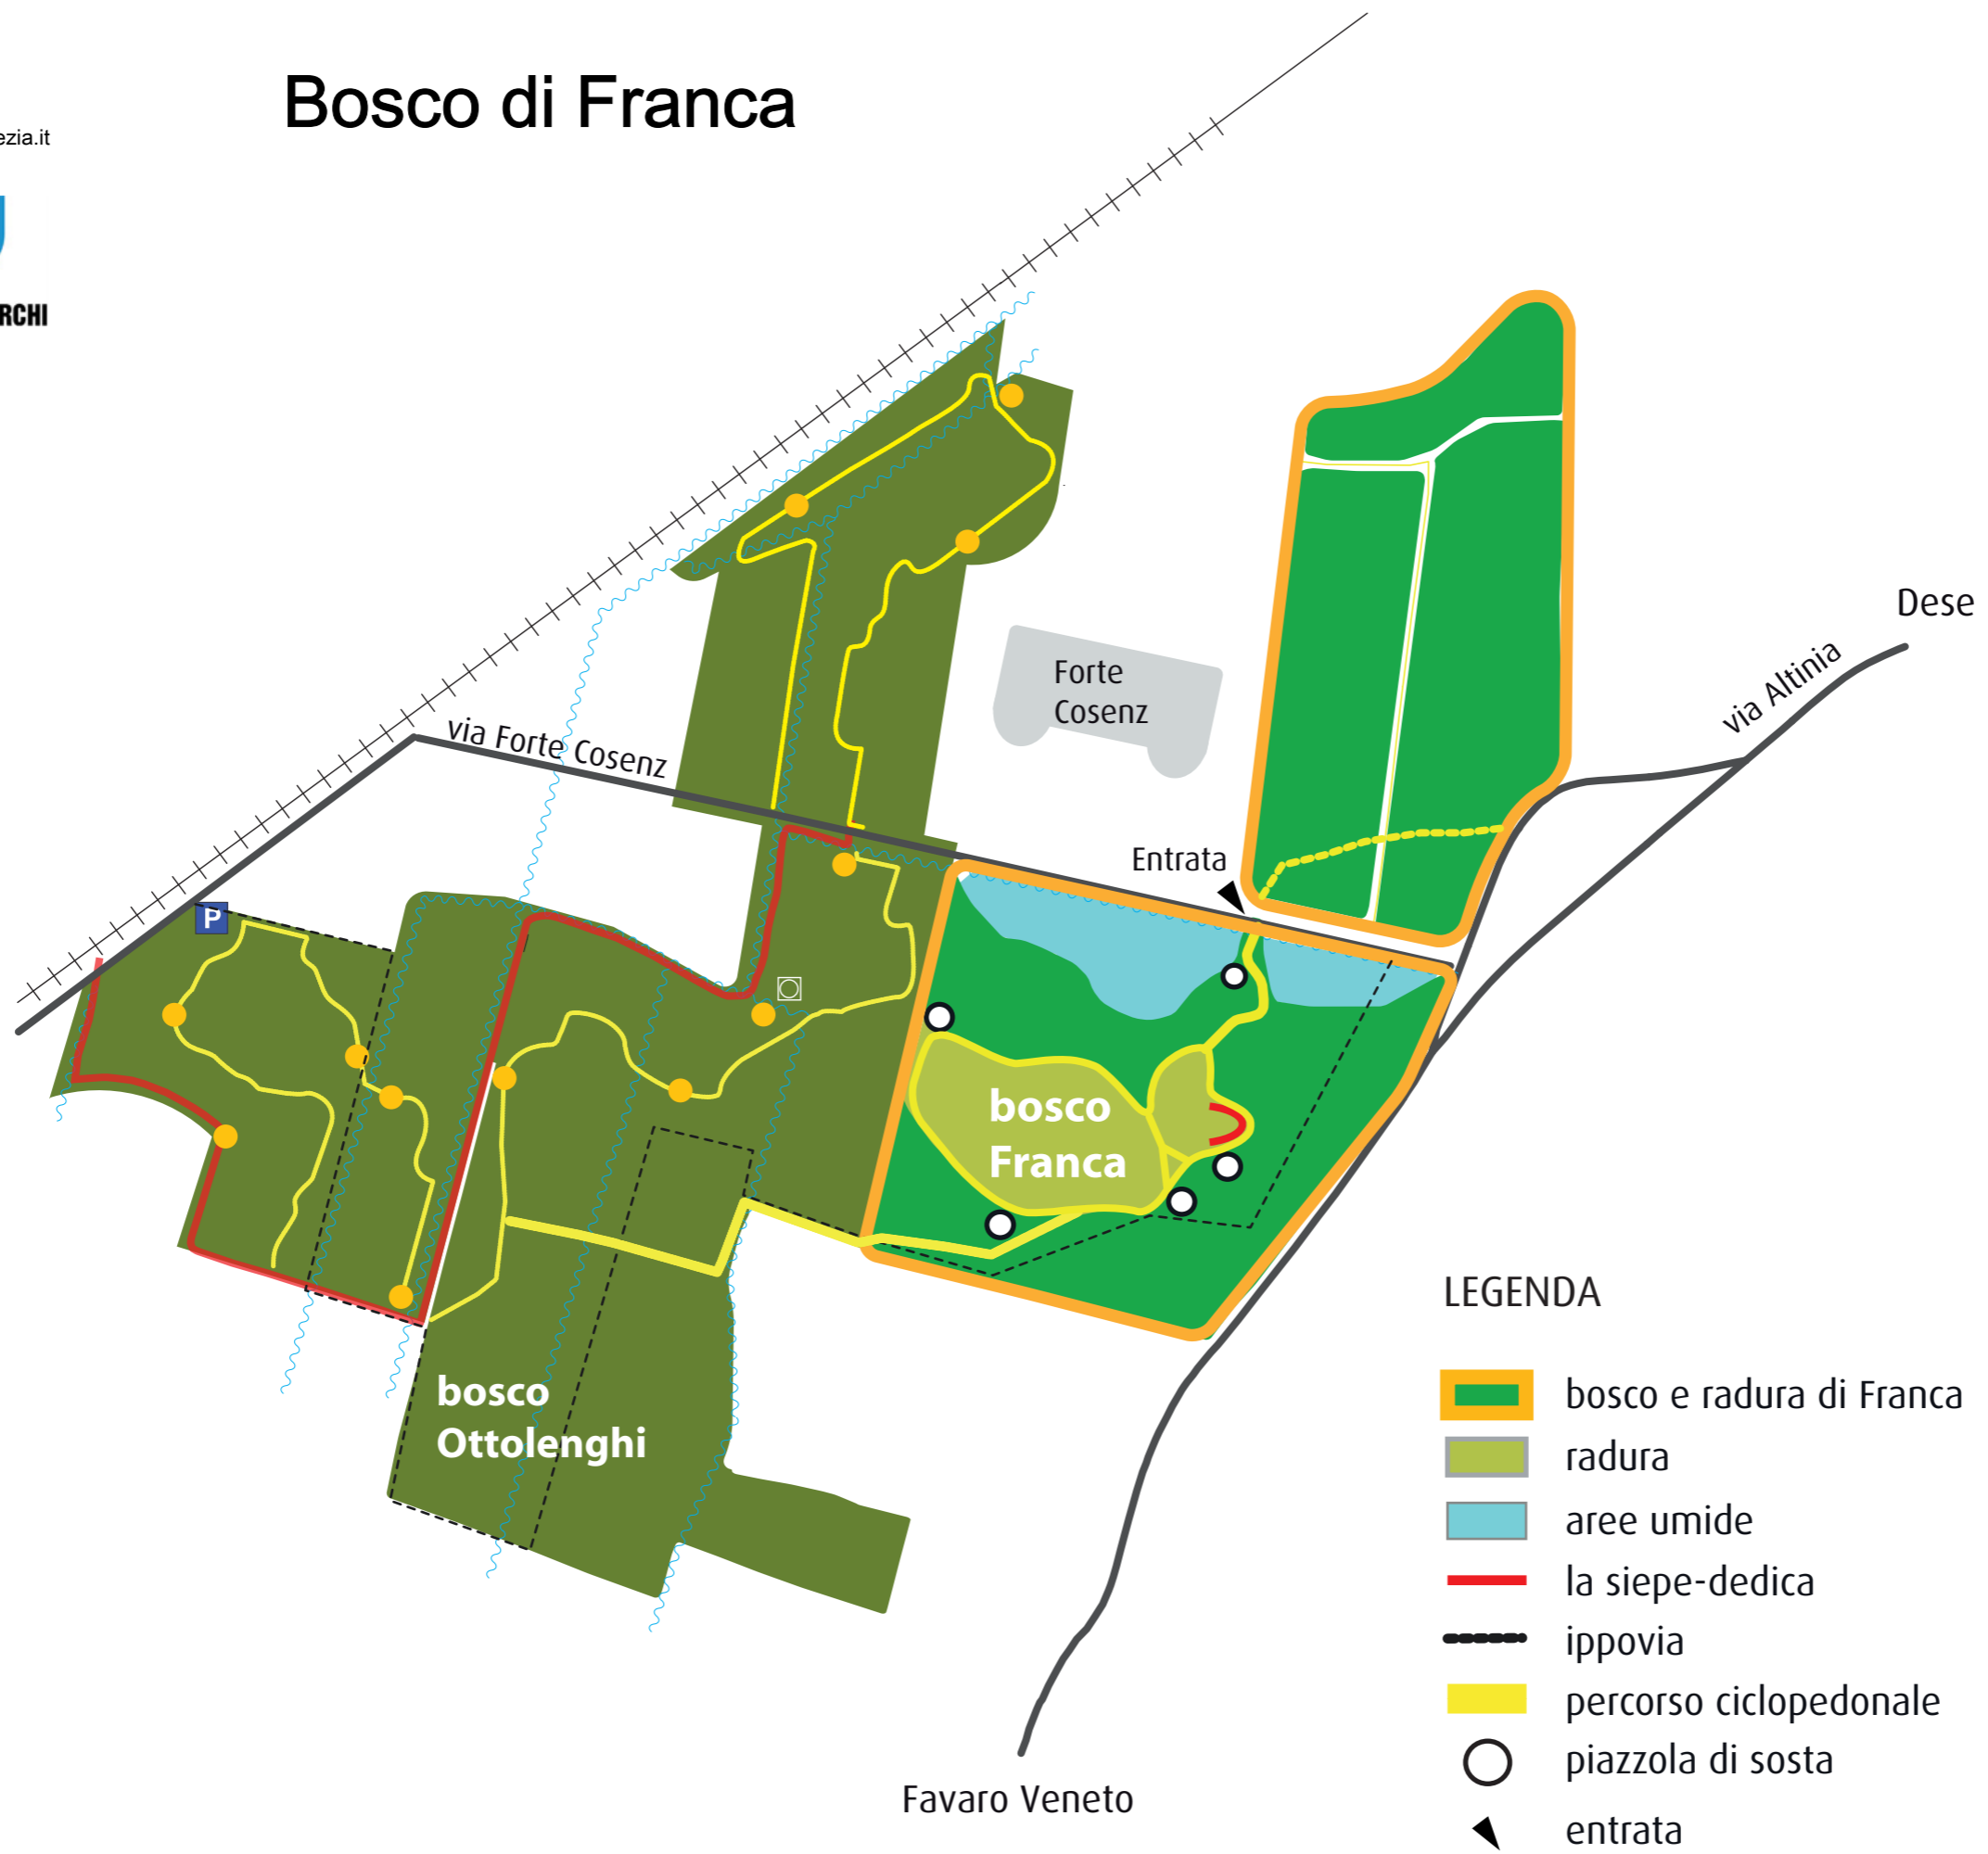 Bosco di Franca
ezia.it
RCHI
Dese
via Altinia
Forte
Cosenz
via Forte Cosenz
Entrata
P
bosco
Franca
bosco
Ottolenghi
Favaro Veneto
LEGENDA
bosco e radura di Franca
radura
aree umide
la siepe-dedica
ippovia
percorso ciclopedonale
piazzola di sosta
entrata